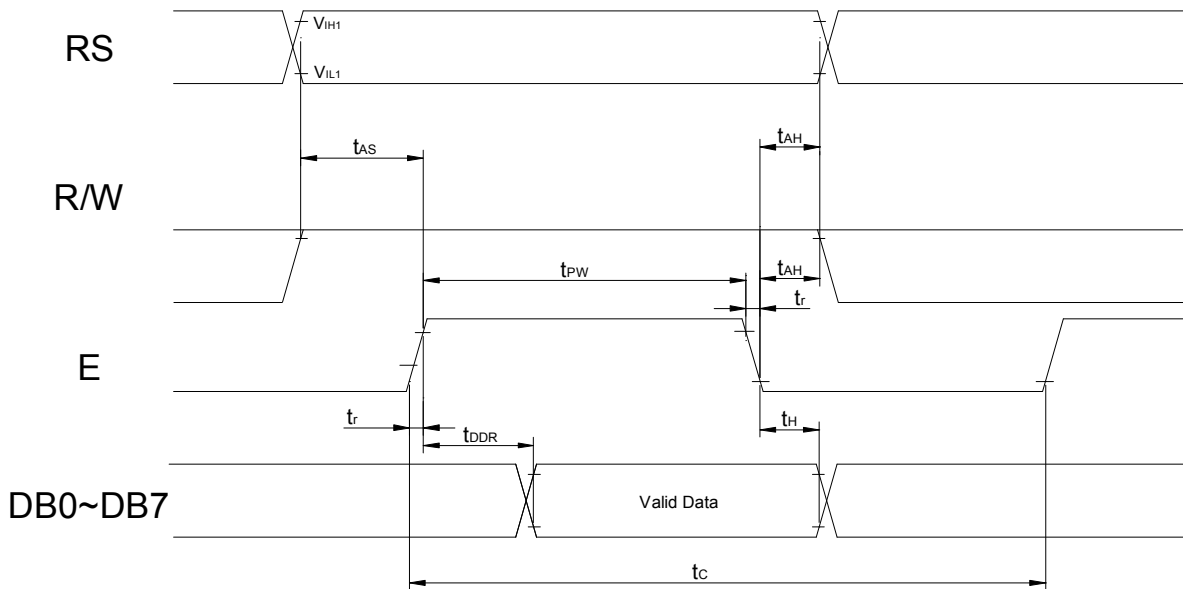 RS
VIH1
VIL1
tAS
tAH
R/W
tPW
tAH
tr
E
tr
tDDR
tH
DB0~DB7
Valid Data
tC